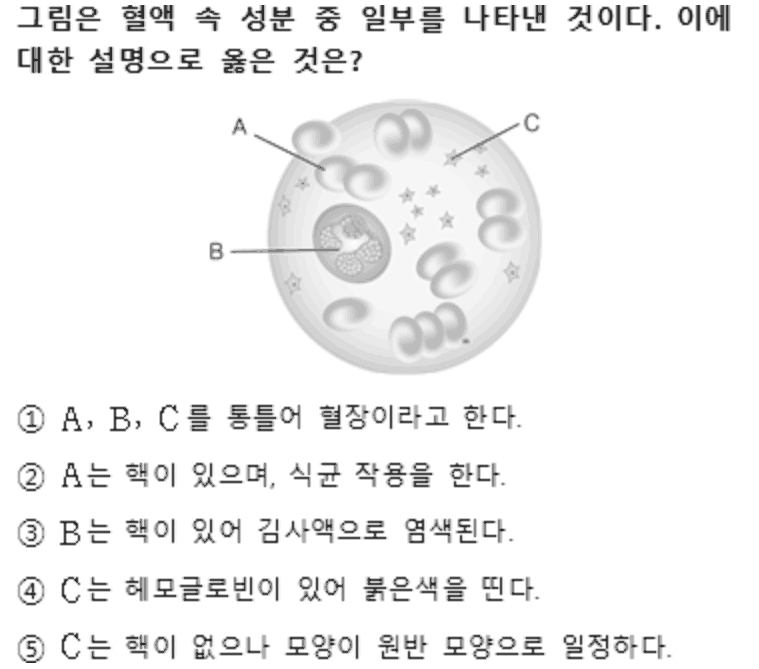 그림은 혈액 속 성분 중 일부를 나타낸 것이다. 이에
대한 설명으로 옳은 것은?
A
C
B
① A, B, C를 통틀어 혈장이라고 한다.
② A는 핵이 있으며, 식균 작용을 한다.
③ B는 핵이 있어 김사액으로 염색된다.
④ C는 헤모글로빈이 있어 붉은색을 띤다.
⑤ C는 핵이 없으나 모양이 원반 모양으로 일정하다.